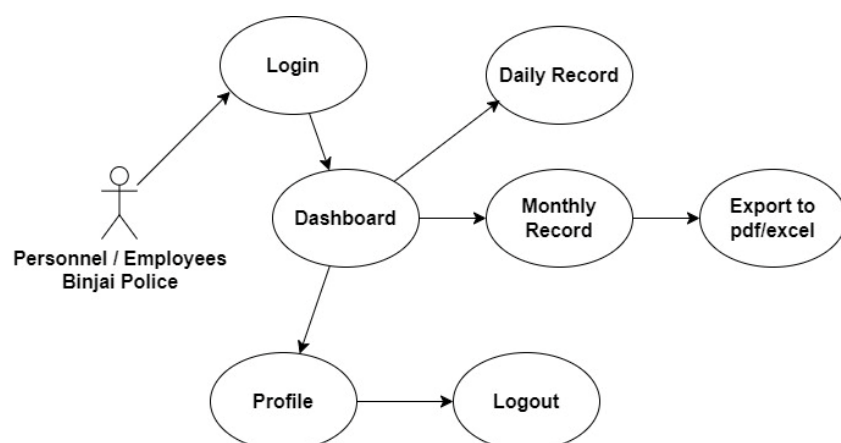 Login
Daily Record
Personnel / Employees
Binjai Police
Dashboard
Monthly
Record
Export to
pdf/excel
Profile
Logout